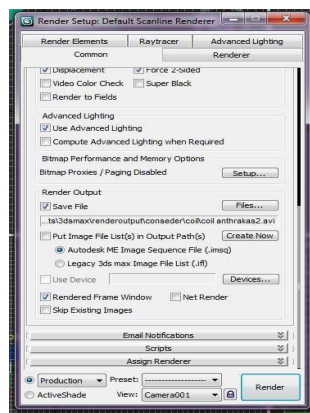 Render Setup: Default Scanline Renderer
Render Elements Raytracer Advanced Lighting
Common Renderer
Displacement Force 2-Sided
Video Color Check Super Black
Render to Fields
Advanced Lighting
Use Advanced Lighting
Compute Advanced Lighting when Required
Bitmap Performance and Memory Options
Bitmap Proxies / Paging Disabled Setup...
Render Output
Save File Files...
...ts\3dsmax\renderoutput\conseder\coil\coil anthrakas2.avi
Put Image File List(s) in Output Path(s) Create Now
Autodesk ME Image Sequence File (.imsq)
Legacy 3ds max Image File List (.ifl)
Use Device Devices...
Rendered Frame Window Net Render
Skip Existing Images
Email Notifications
Scripts
Assign Renderer
Production Preset: --------------------
ActiveShade View: Camera001 Render